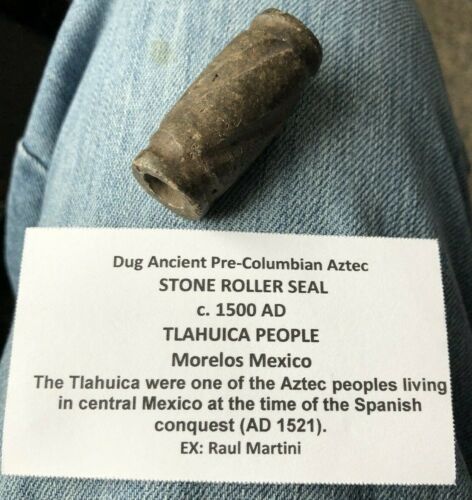 Dug Ancient Pre-Columbian Aztec
STONE ROLLER SEAL
c. 1500 AD
TLAHUICA PEOPLE
Morelos Mexico
The Tlahuica were one of the Aztec peoples living
in central Mexico at the time of the Spanish
conquest (AD 1521).
EX: Raul Martini